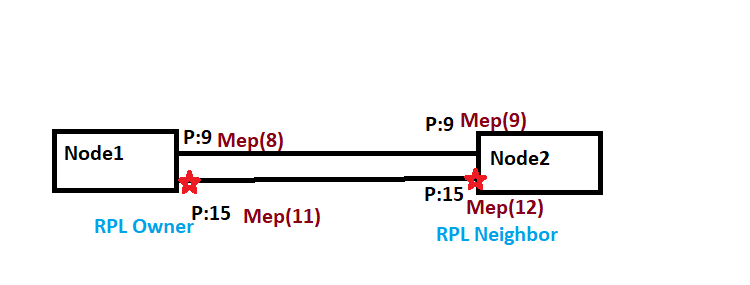 P:9 Mep(8)
P:9 Mep(9)
Node1
Node2
P:15 Mep(11)
P:15
Mep(12)
RPL Owner
RPL Neighbor